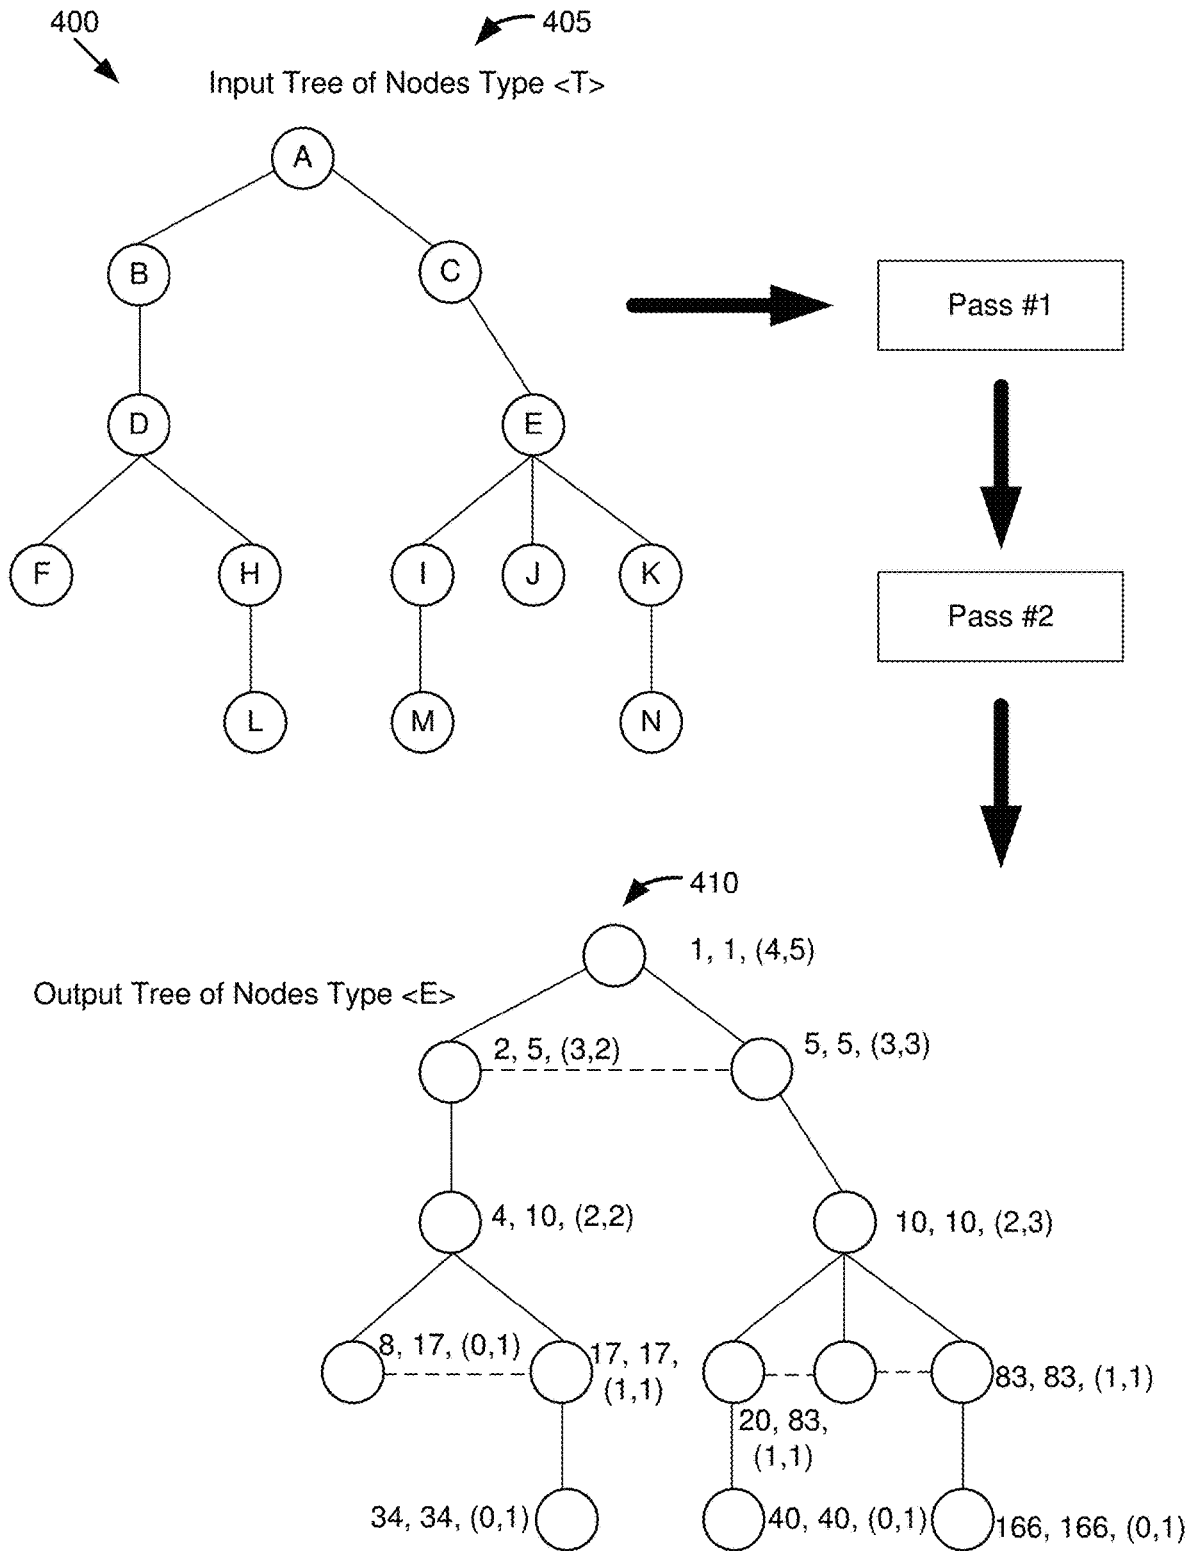 400
405
Input Tree of Nodes Type <T>
A
B
C
Pass #1
D
E
F
H
I
J
K
Pass #2
L
M
N
410
1, 1, (4,5)
Output Tree of Nodes Type <E>
2, 5, (3,2)
5, 5, (3,3)
4, 10, (2,2)
10, 10, (2,3)
8, 17, (0,1)
17, 17,
(1,1)
83, 83, (1,1)
20, 83,
(1,1)
34, 34, (0,1)
40, 40, (0,1)
166, 166, (0,1)